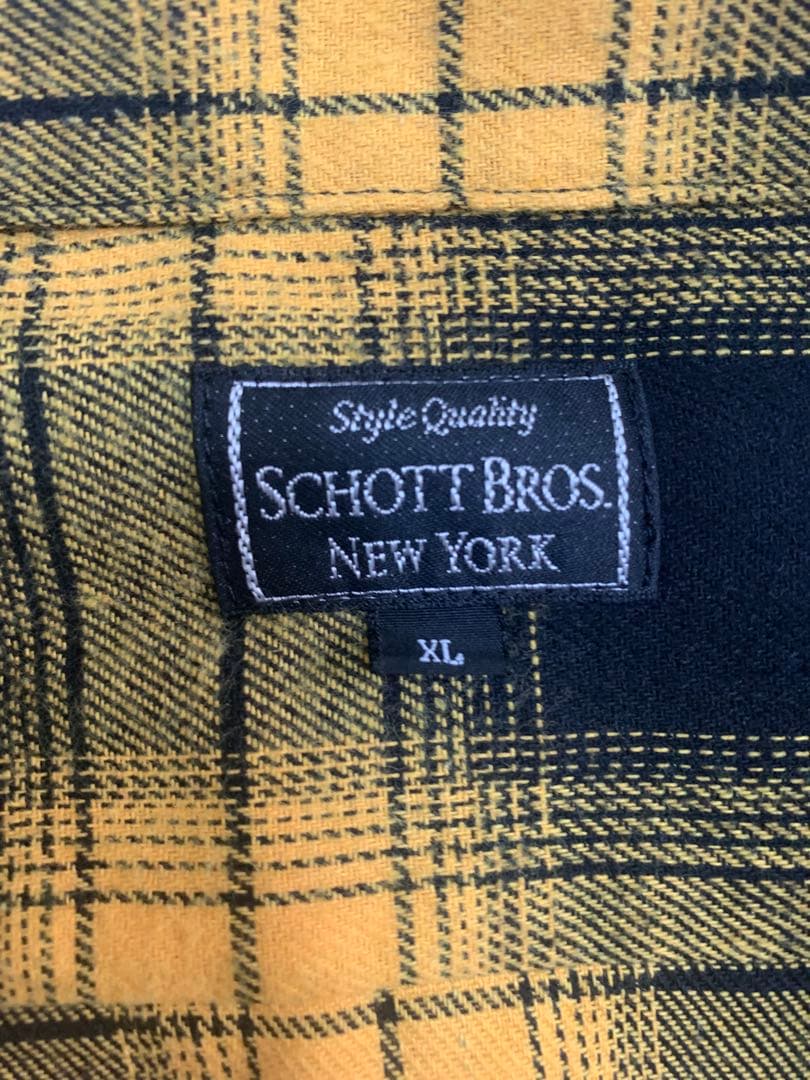 Style Quality
SCHOTT BROS.
NEW YORK
XL